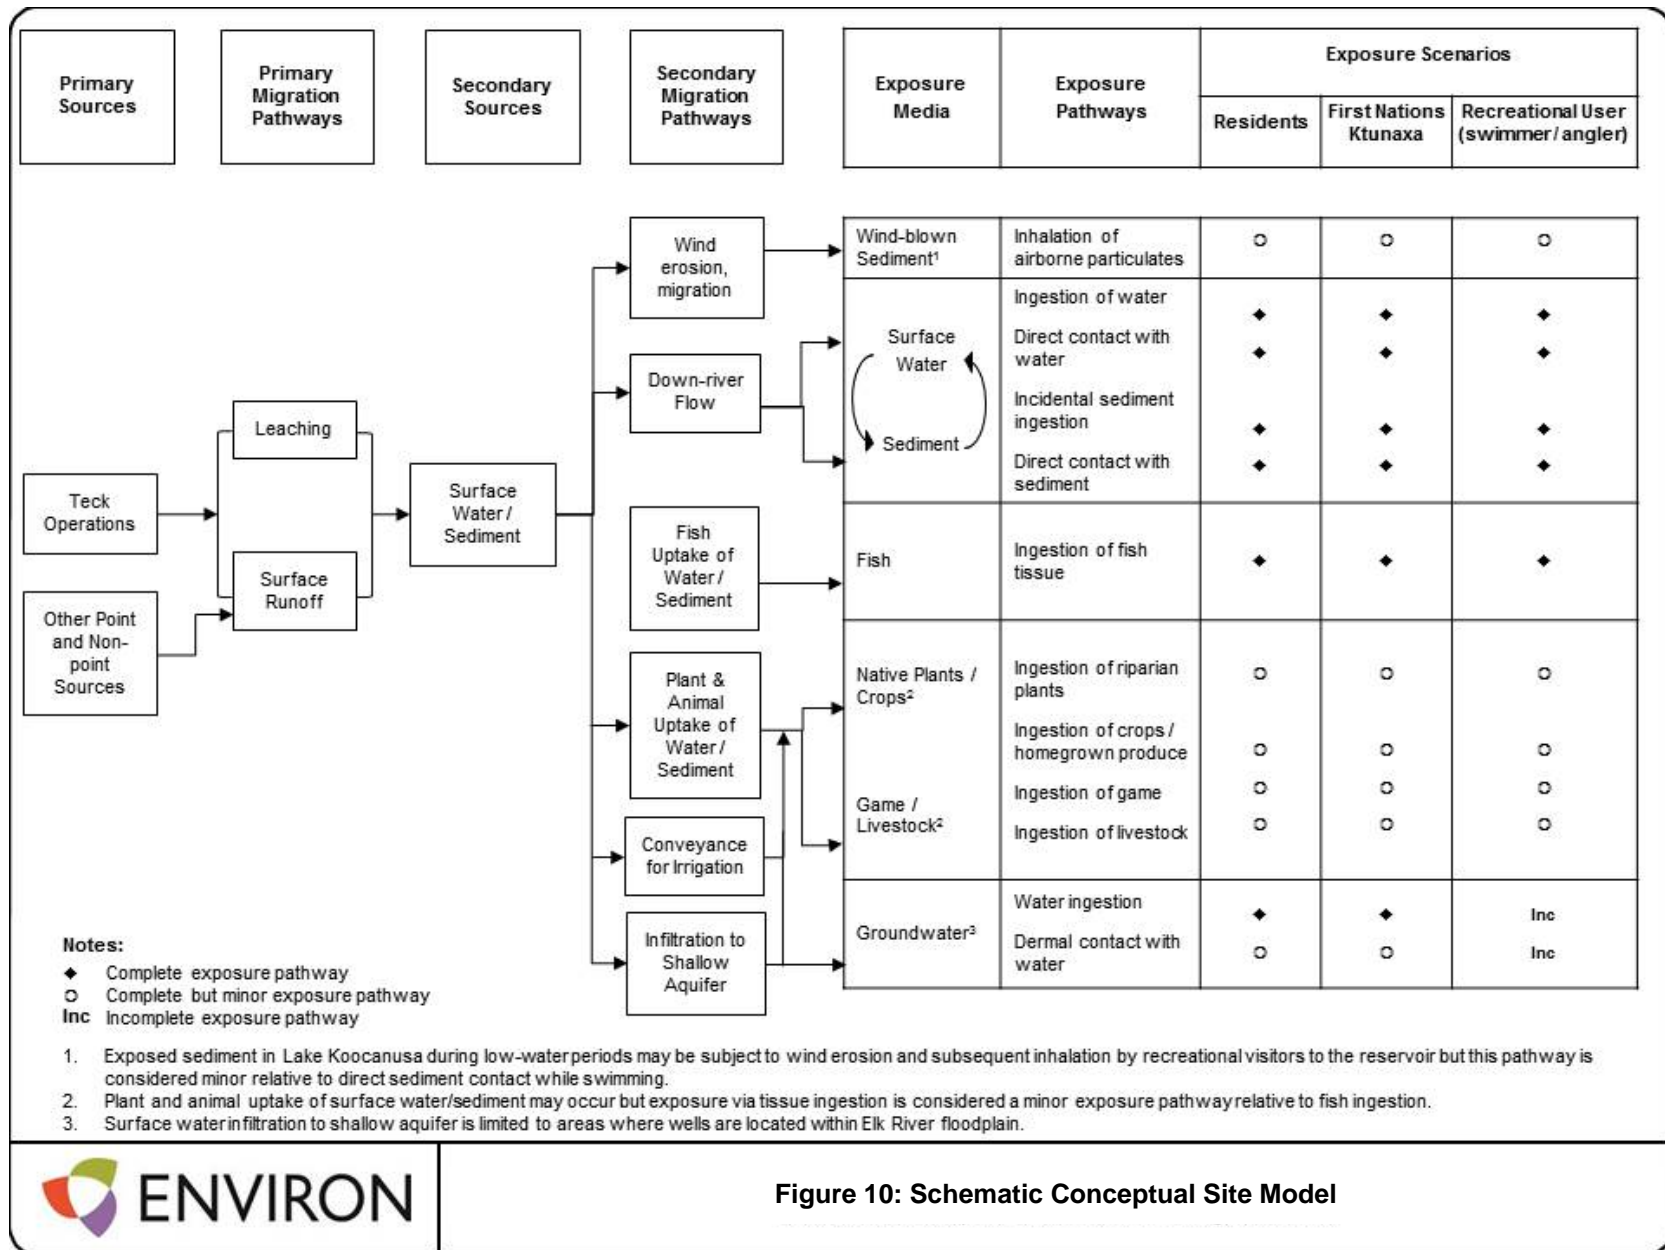 Primary
Sources
Primary
Migration
Pathways
Secondary
Sources
Secondary
Migration
Pathways
Exposure
Media
Exposure
Pathways
Exposure Scenarios
Residents
First Nations
Ktunaxa
Recreational User
(swimmer/angler)
Teck
Operations
Other Point
and Non-
point
Sources
Leaching
Surface
Runoff
Surface
Water /
Sediment
Wind
erosion,
migration
Down-river
Flow
Fish
Uptake of
Water /
Sediment
Plant &
Animal
Uptake of
Water /
Sediment
Conveyance
for Irrigation
Infiltration to
Shallow
Aquifer
Wind-blown
Sediment¹
Inhalation of
airborne particulates
○ ○ ○
Surface
Water
Sediment
Ingestion of water
◆ ◆ ◆
Direct contact with
water
◆ ◆ ◆
Incidental sediment
ingestion
◆ ◆ ◆
Direct contact with
sediment
◆ ◆ ◆
Fish
Ingestion of fish
tissue
◆ ◆ ◆
Native Plants /
Crops²
Ingestion of riparian
plants
○ ○ ○
Ingestion of crops /
homegrown produce
○ ○ ○
Game /
Livestock²
Ingestion of game
○ ○ ○
Ingestion of livestock
○ ○ ○
Groundwater³
Water ingestion
◆ ◆ Inc
Dermal contact with
water
○ ○ Inc
Notes:
◆ Complete exposure pathway
○ Complete but minor exposure pathway
Inc Incomplete exposure pathway
1. Exposed sediment in Lake Koocanusa during low-water periods may be subject to wind erosion and subsequent inhalation by recreational visitors to the reservoir but this pathway is
considered minor relative to direct sediment contact while swimming.
2. Plant and animal uptake of surface water/sediment may occur but exposure via tissue ingestion is considered a minor exposure pathway relative to fish ingestion.
3. Surface water infiltration to shallow aquifer is limited to areas where wells are located within Elk River floodplain.
ENVIRON
Figure 10: Schematic Conceptual Site Model